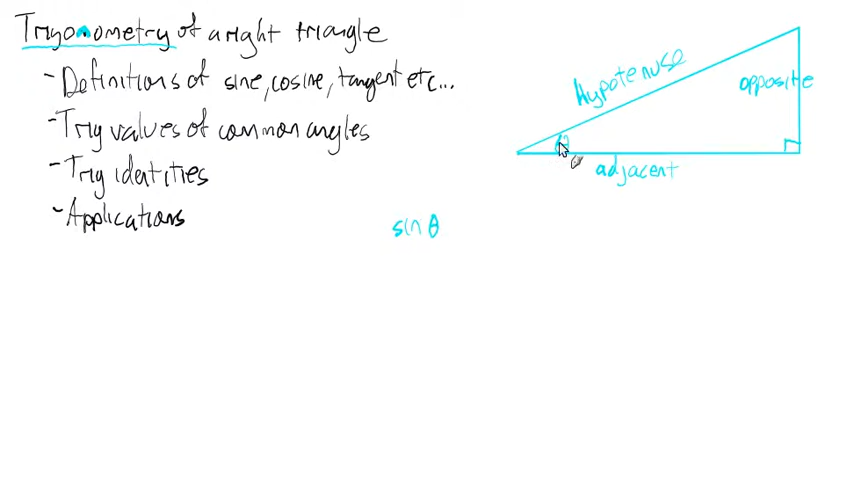 Trigonometry of a right triangle
- Definitions of sine, cosine, tangent etc...
- Trig values of common angles
- Trig identities
- Applications
Hypotenuse
opposite
θ
adjacent
sin θ